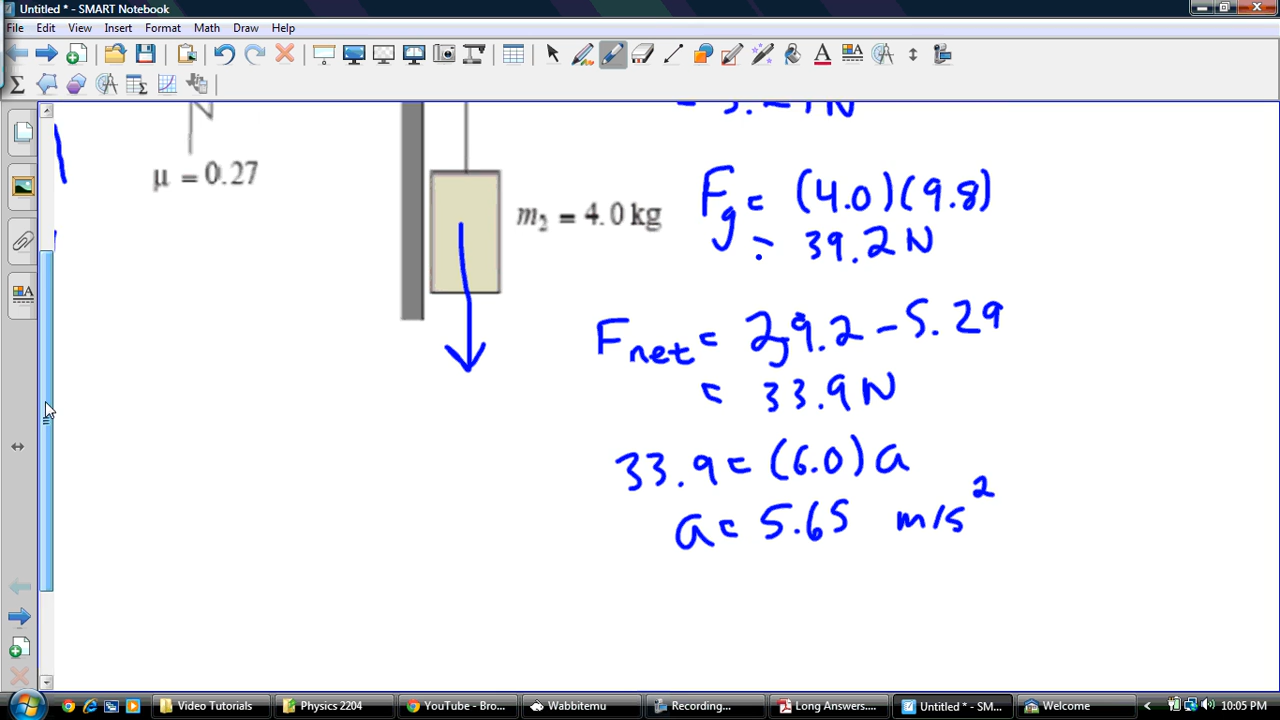 Untitled * - SMART Notebook
File Edit View Insert Format Math Draw Help
μ = 0.27
m₂ = 4.0 kg
Fg = (4.0)(9.8)
= 39.2 N
Fnet = 39.2 - 5.29
= 33.9 N
33.9 = (6.0) a
a = 5.65 m/s²
Video Tutorials
Physics 2204
YouTube - Bro...
Wabbitemu
Recording...
Long Answers....
Untitled * - SM...
Welcome
10:05 PM